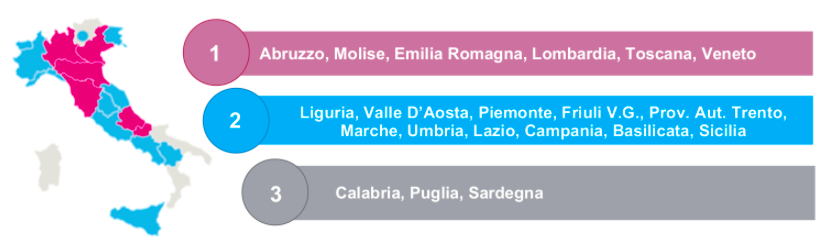 1
Abruzzo, Molise, Emilia Romagna, Lombardia, Toscana, Veneto
2
Liguria, Valle D'Aosta, Piemonte, Friuli V.G., Prov. Aut. Trento,
Marche, Umbria, Lazio, Campania, Basilicata, Sicilia
3
Calabria, Puglia, Sardegna